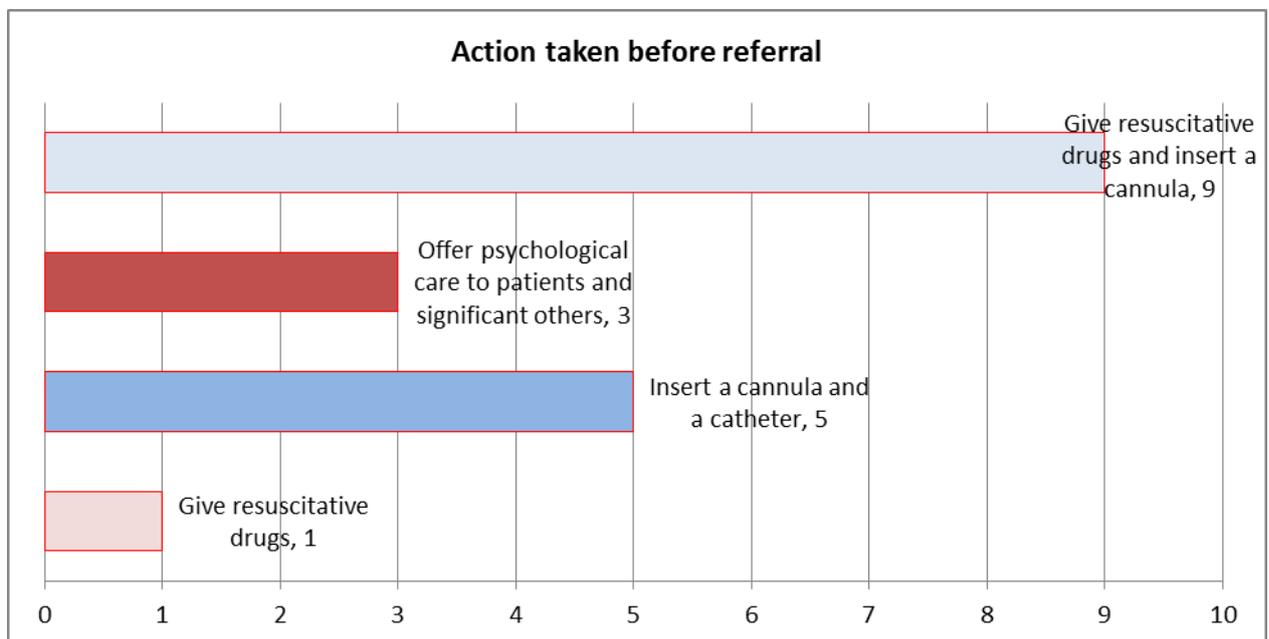 Action taken before referral
Give resuscitative
drugs and insert a
cannula, 9
Offer psychological
care to patients and
significant others, 3
Insert a cannula and
a catheter, 5
Give resuscitative
drugs, 1
0 1 2 3 4 5 6 7 8 9 10